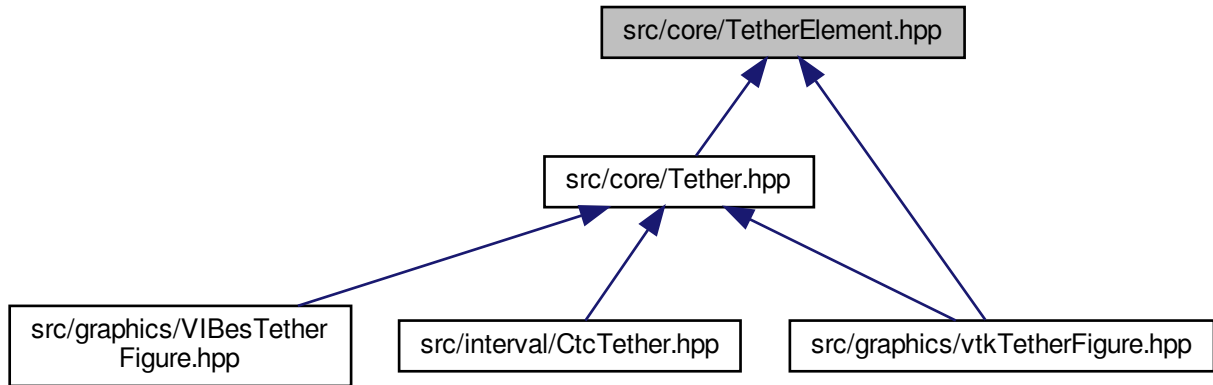 src/core/TetherElement.hpp
src/core/Tether.hpp
src/graphics/VIBesTether
Figure.hpp
src/interval/CtcTether.hpp
src/graphics/vtkTetherFigure.hpp